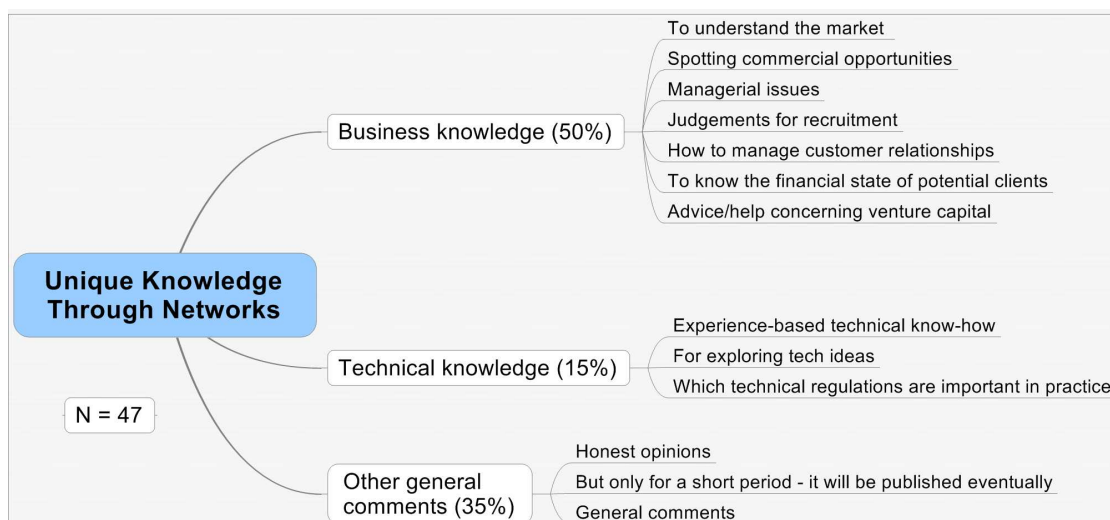 To understand the market
Spotting commercial opportunities
Managerial issues
Business knowledge (50%)
Judgements for recruitment
How to manage customer relationships
To know the financial state of potential clients
Advice/help concerning venture capital
Unique Knowledge
Through Networks
Experience-based technical know-how
Technical knowledge (15%)
For exploring tech ideas
Which technical regulations are important in practice
N = 47
Other general
comments (35%)
Honest opinions
But only for a short period - it will be published eventually
General comments